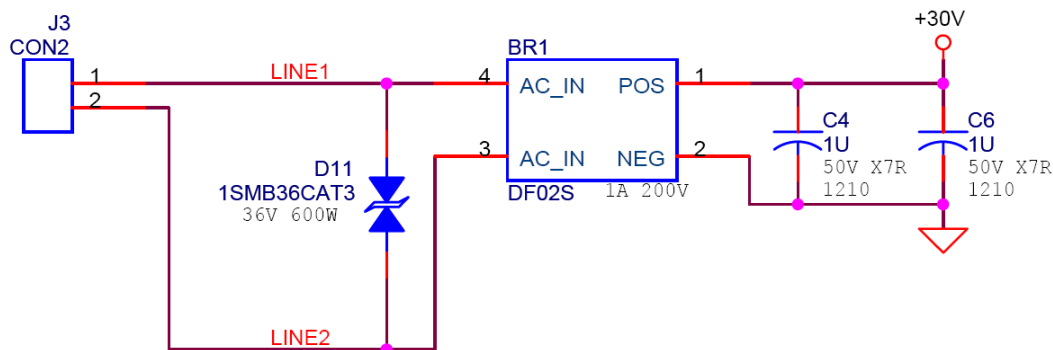 J3
CON2
1
2
LINE1
LINE2
D11
1SMB36CAT3
36V 600W
BR1
4
AC_IN
POS
1
3
AC_IN
NEG
2
DF02S
1A 200V
+30V
C4
1U
50V X7R
1210
C6
1U
50V X7R
1210